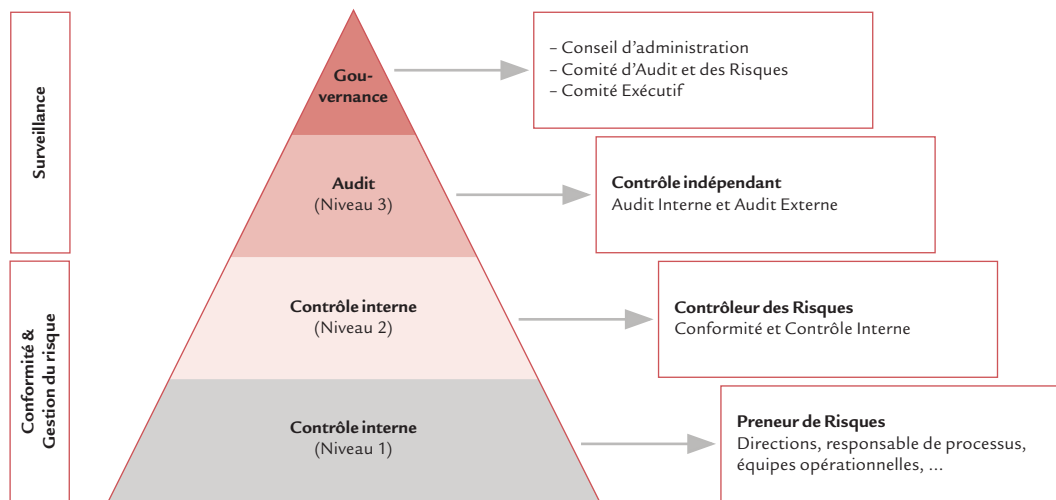 Surveillance
Gou-
vernance
– Conseil d’administration
– Comité d’Audit et des Risques
– Comité Exécutif
Audit
(Niveau 3)
Contrôle indépendant
Audit Interne et Audit Externe
Conformité &
Gestion du risque
Contrôle interne
(Niveau 2)
Contrôleur des Risques
Conformité et Contrôle Interne
Contrôle interne
(Niveau 1)
Preneur de Risques
Directions, responsable de processus,
équipes opérationnelles, ...